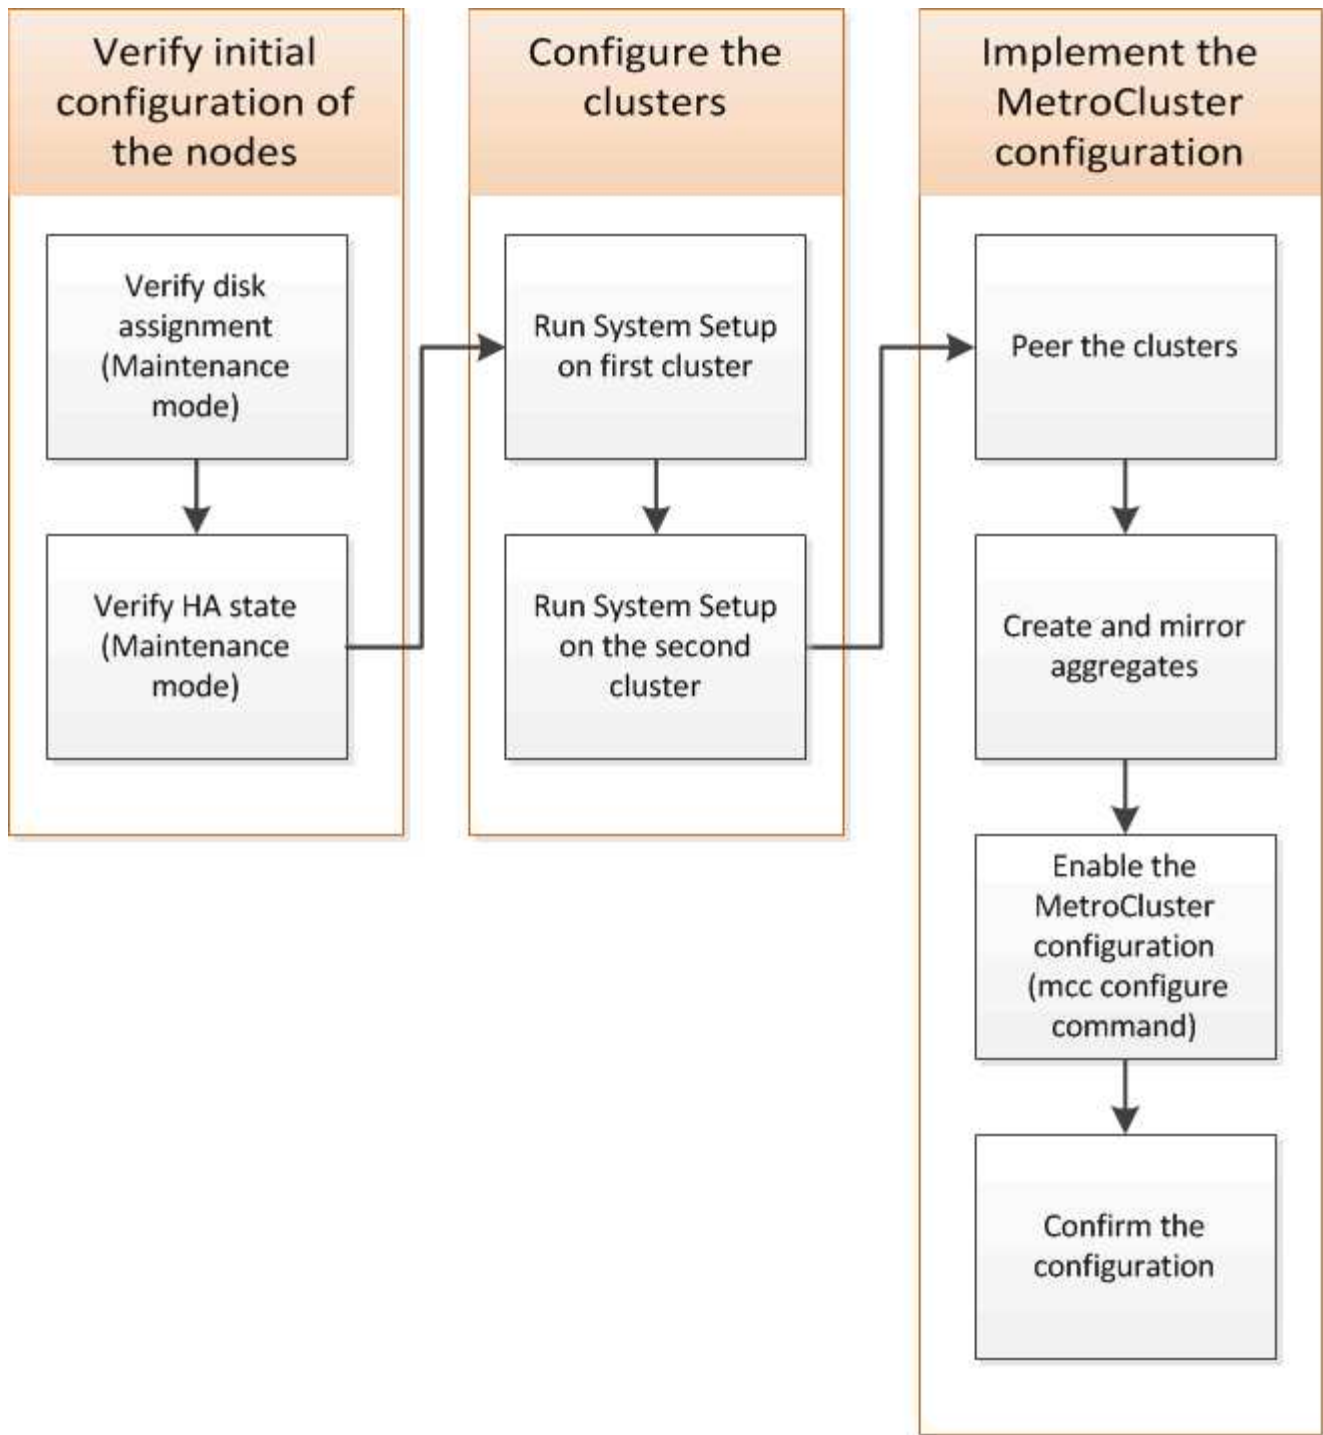 Verify initial
configuration of
the nodes
Verify disk
assignment
(Maintenance
mode)
Verify HA state
(Maintenance
mode)
Configure the
clusters
Run System Setup
on first cluster
Run System Setup
on the second
cluster
Implement the
MetroCluster
configuration
Peer the clusters
Create and mirror
aggregates
Enable the
MetroCluster
configuration
(mcc configure
command)
Confirm the
configuration